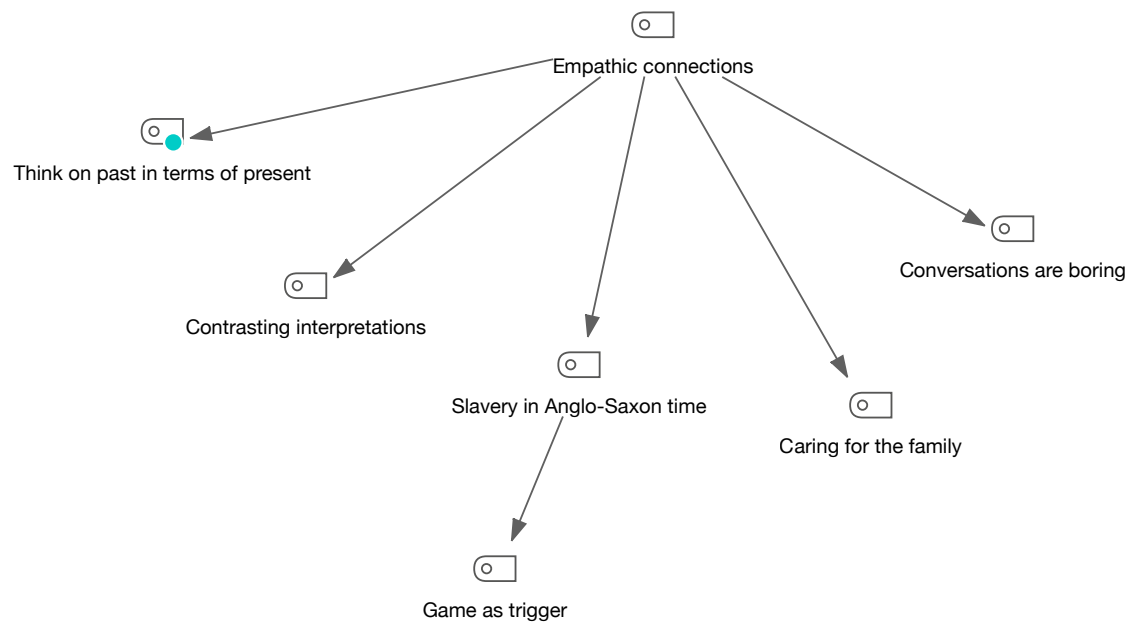 Empathic connections
Think on past in terms of present
Conversations are boring
Contrasting interpretations
Slavery in Anglo-Saxon time
Caring for the family
Game as trigger